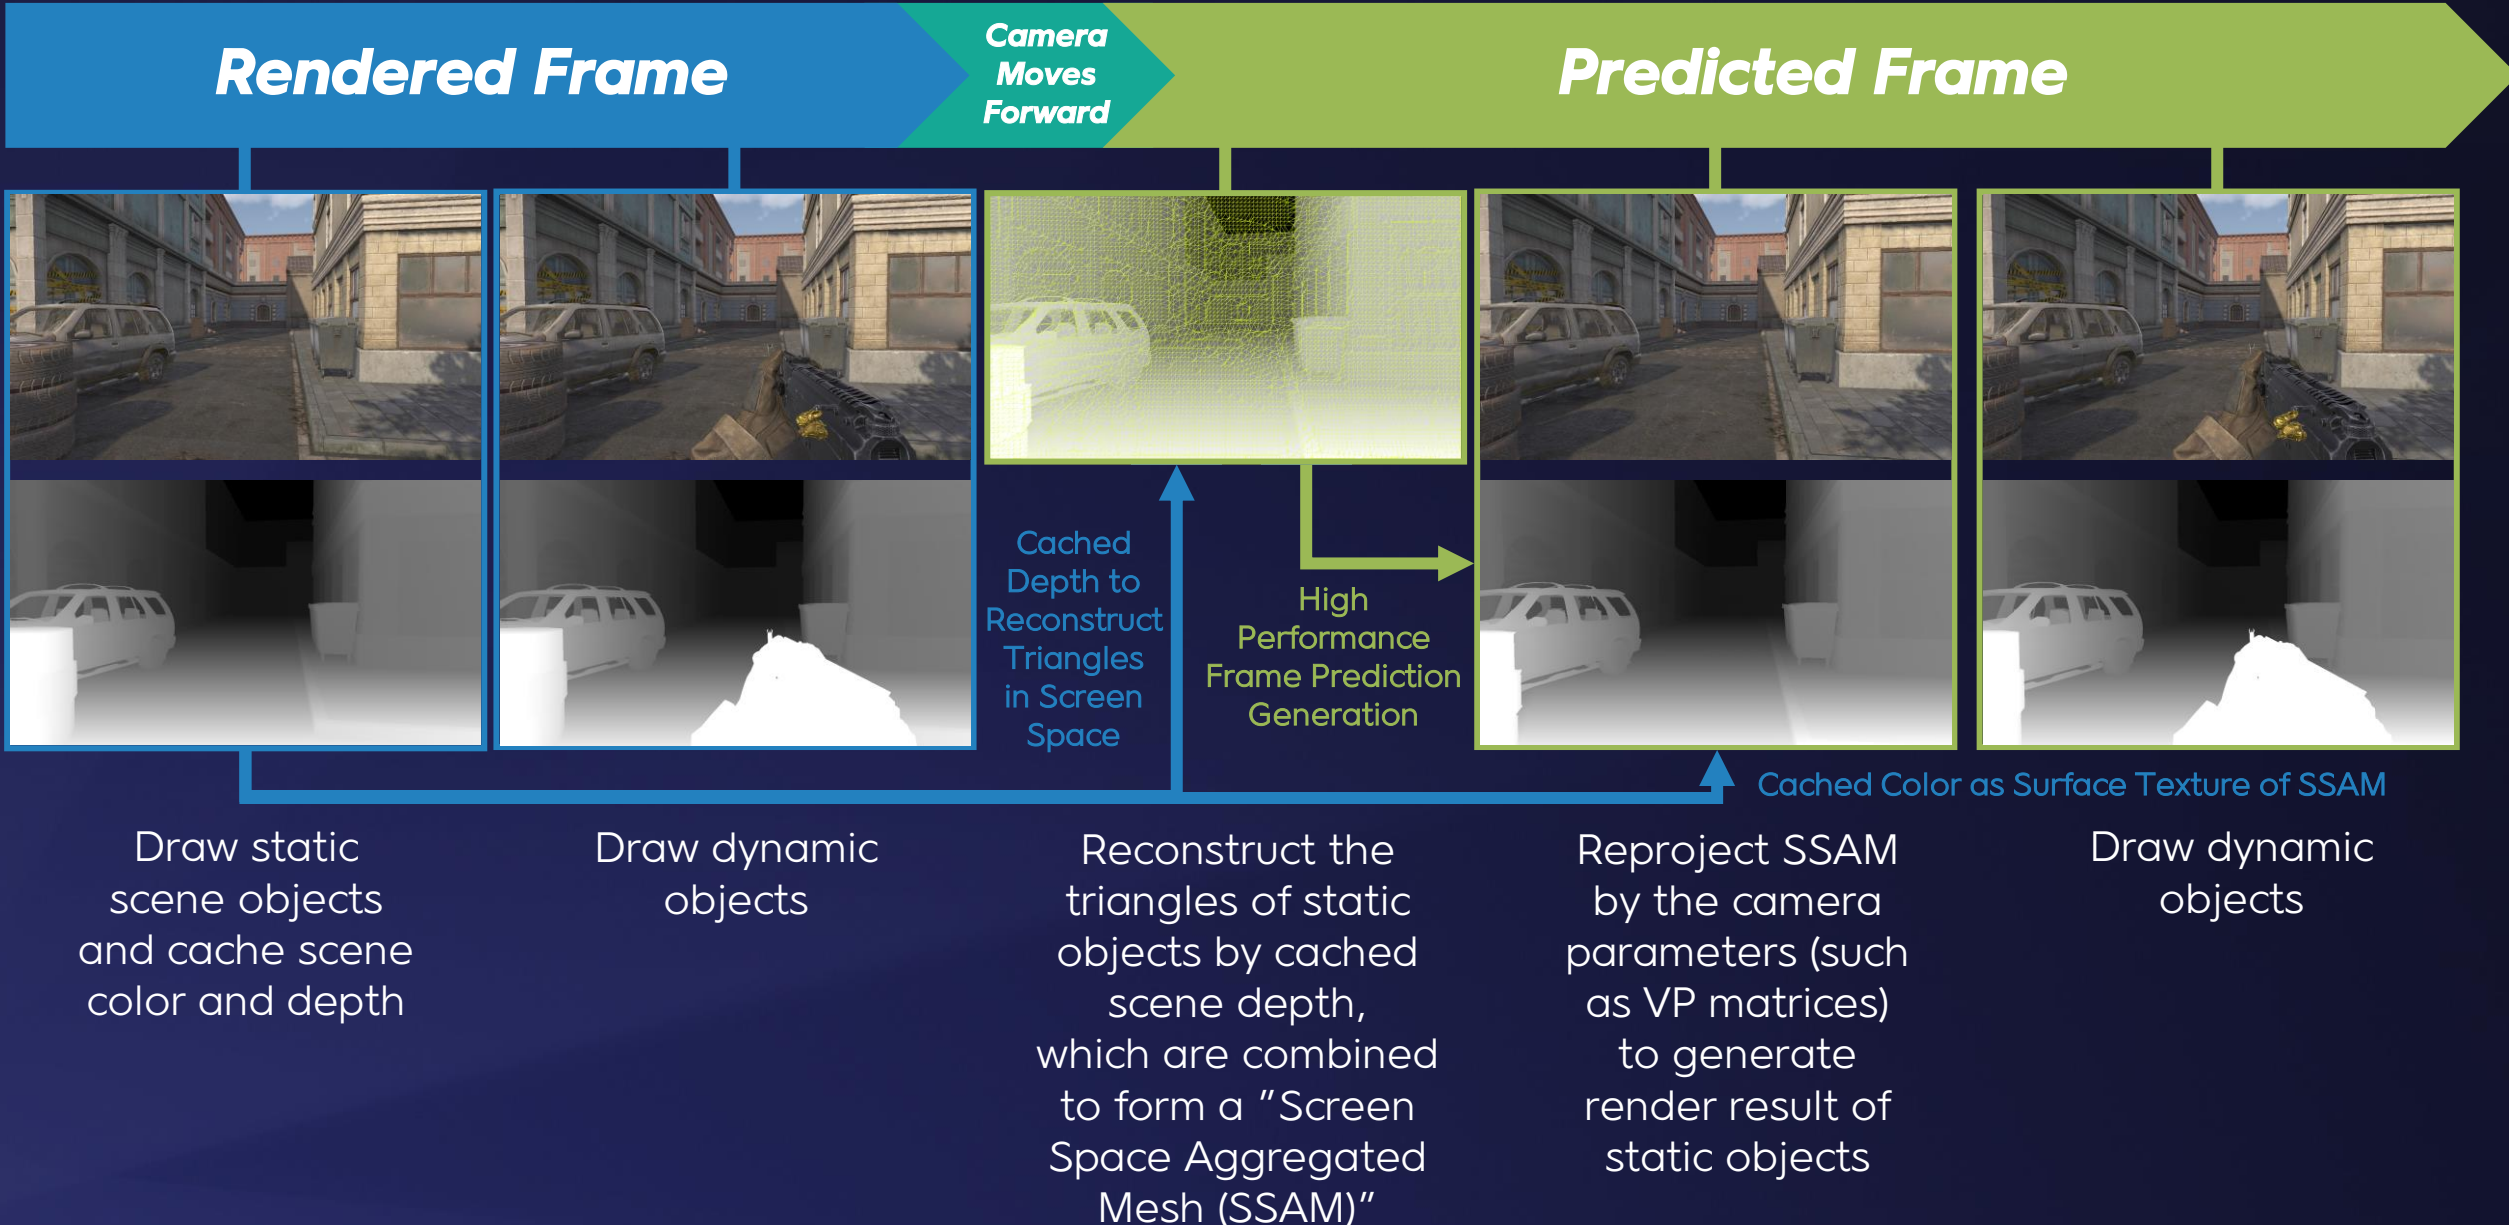 Rendered Frame
Camera
Moves
Forward
Predicted Frame
Cached
Depth to
Reconstruct
Triangles
in Screen
Space
High
Performance
Frame Prediction
Generation
Cached Color as Surface Texture of SSAM
Draw static
scene objects
and cache scene
color and depth
Draw dynamic
objects
Reconstruct the
triangles of static
objects by cached
scene depth,
which are combined
to form a "Screen
Space Aggregated
Mesh (SSAM)"
Reproject SSAM
by the camera
parameters (such
as VP matrices)
to generate
render result of
static objects
Draw dynamic
objects